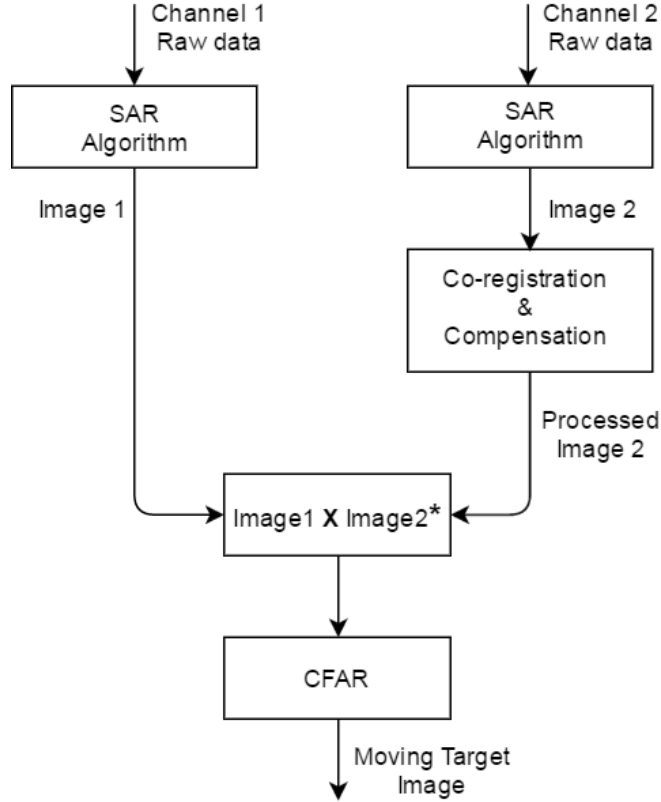 Channel 1
Raw data
Channel 2
Raw data
SAR
Algorithm
SAR
Algorithm
Image 1
Image 2
Co-registration
&
Compensation
Processed
Image 2
Image1 X Image2*
CFAR
Moving Target
Image